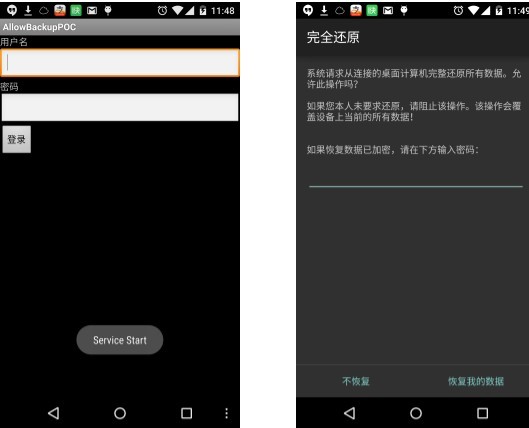 11:48
AllowBackupPOC
用户名
密码
登录
Service Start
11:49
完全还原
系统请求从连接的桌面计算机完整还原所有数据。允
许此操作吗?
如果您本人未要求还原，请阻止该操作。该操作会覆
盖设备上当前的所有数据!
如果恢复数据已加密，请在下方输入密码:
不恢复
恢复我的数据